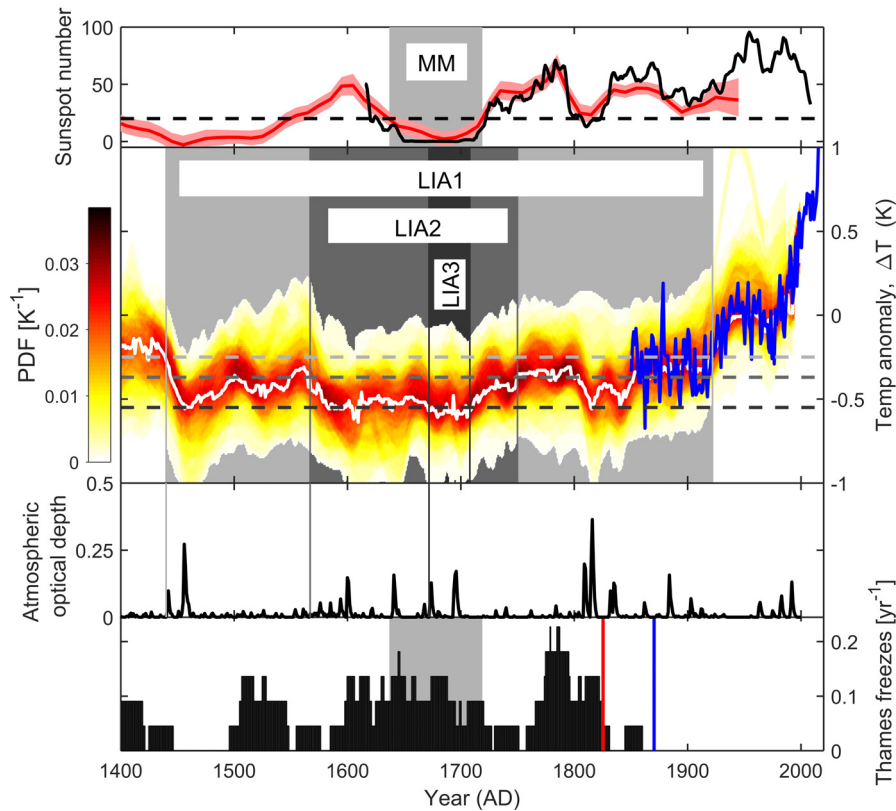 100
50
0
Sunspot number
MM
LIA1
LIA2
LIA3
1
0.5
0
-0.5
-1
Temp anomaly, ΔT (K)
0.03
0.02
0.01
0
PDF [K⁻¹]
0.5
0.25
0
Atmospheric
optical depth
0.2
0.1
0
Thames freezes [yr⁻¹]
1400 1500 1600 1700 1800 1900 2000
Year (AD)